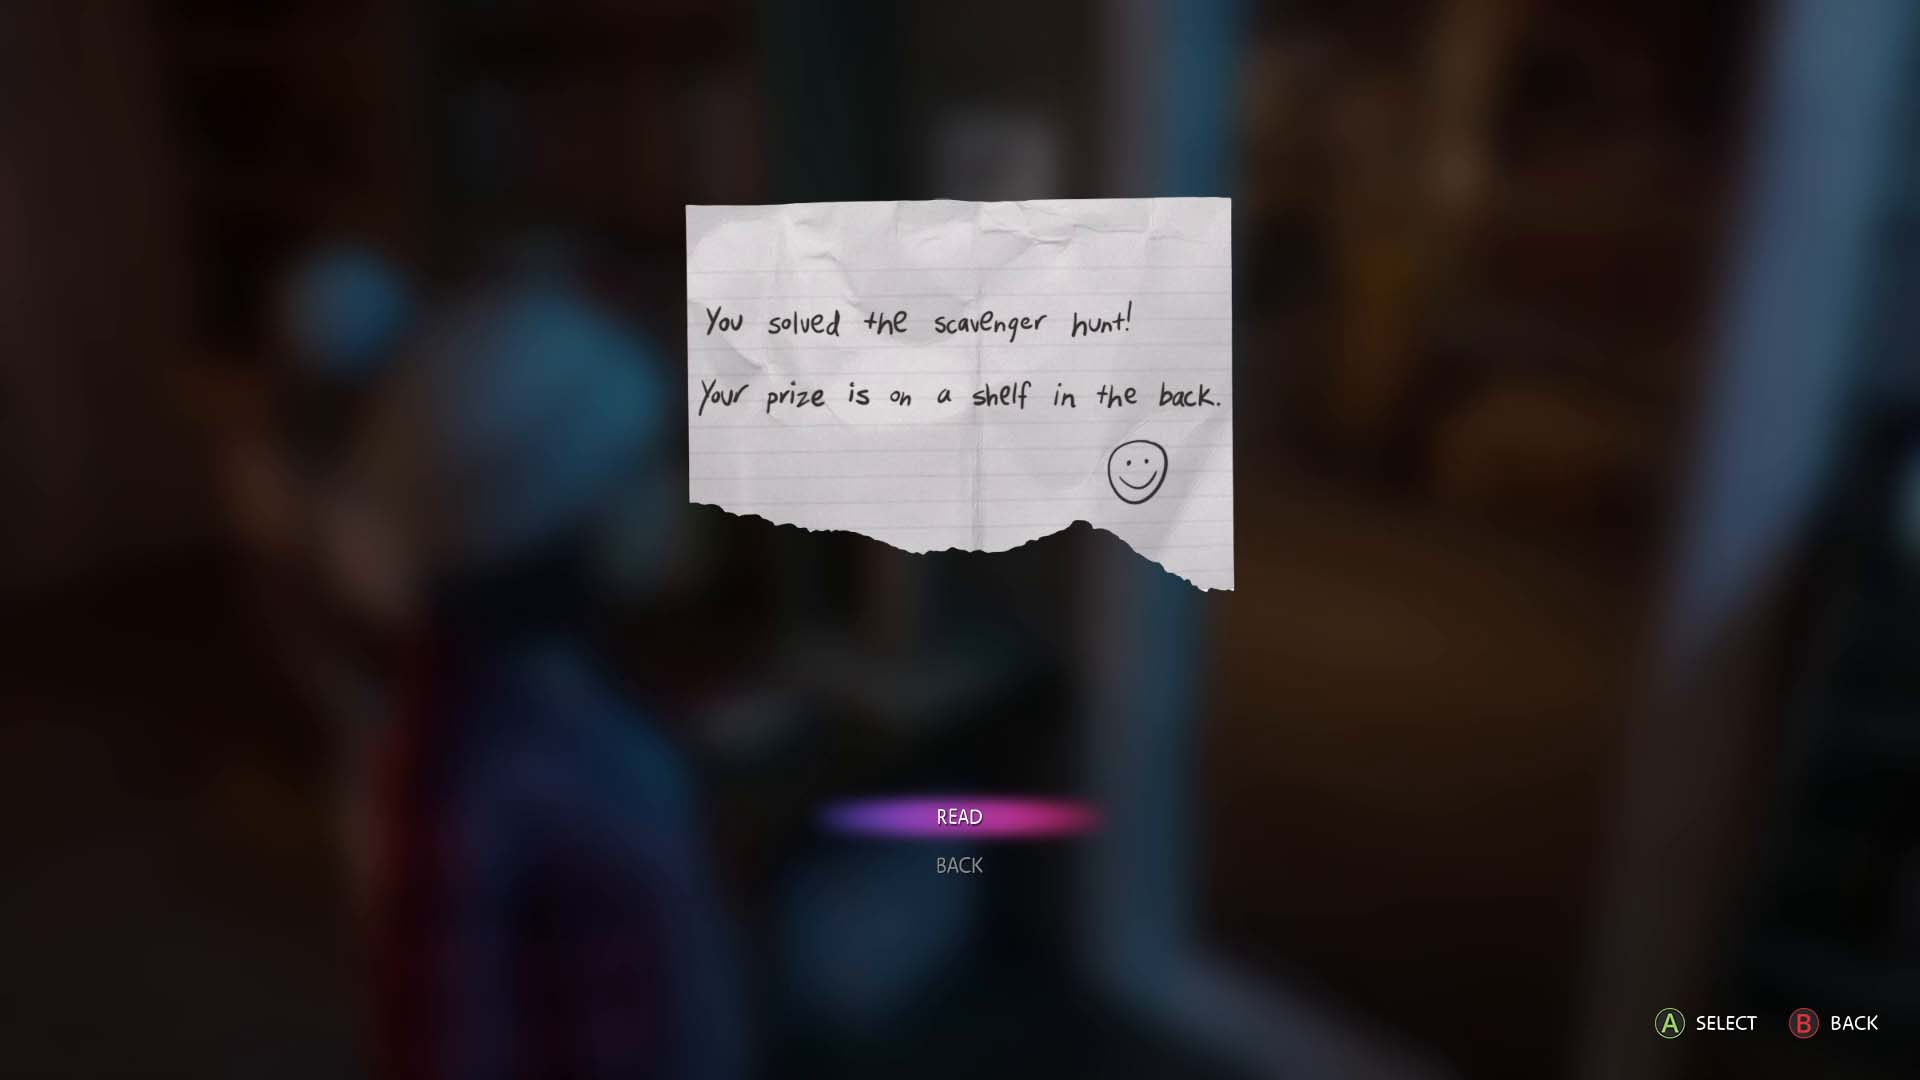 You solved the scavenger hunt!
Your prize is on a shelf in the back.
READ
BACK
A SELECT B BACK